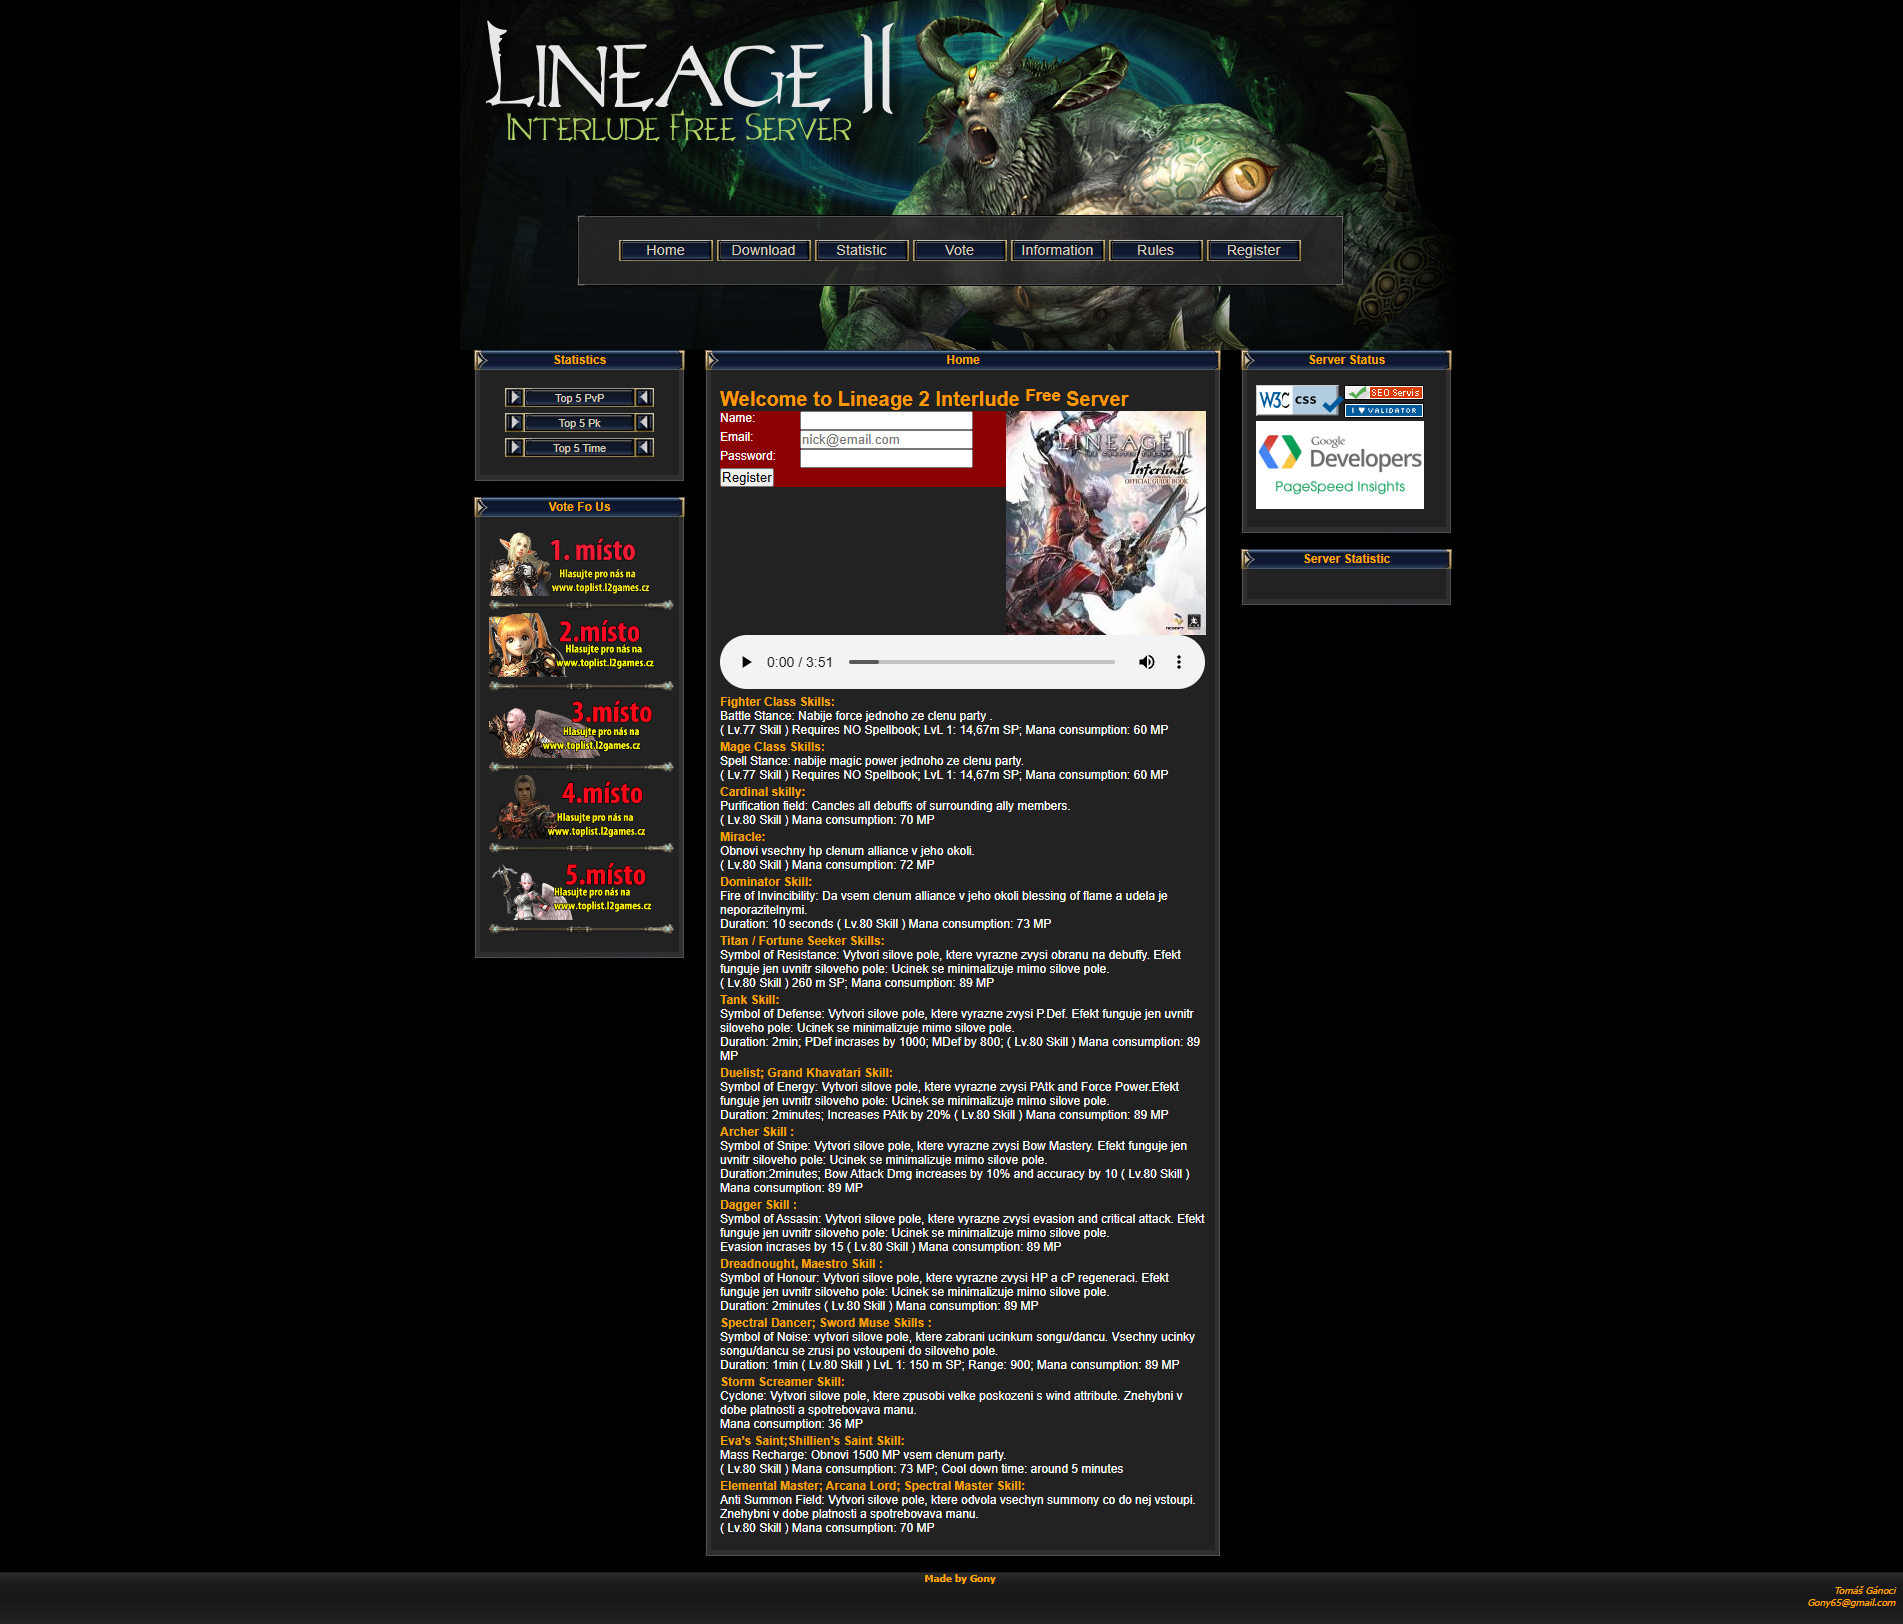 LINEAGE II
INTERLUDE FREE SERVER
Home Download Statistic Vote Information Rules Register
Statistics
Top 5 PvP
Top 5 Pk
Top 5 Time
Vote Fo Us
1. místo
Hlasujte pro nás na
www.toplist.l2games.cz
2.místo
Hlasujte pro nás na
www.toplist.l2games.cz
3.místo
Hlasujte pro nás na
www.toplist.l2games.cz
4.místo
Hlasujte pro nás na
www.toplist.l2games.cz
5.místo
Hlasujte pro nás na
www.toplist.l2games.cz
Home
Welcome to Lineage 2 Interlude Free Server
Name:
Email: nick@email.com
Password:
Register
LINEAGE II
Interlude
OFFICIAL GUIDE BOOK
0:00 / 3:51
Fighter Class Skills:
Battle Stance: Nabije force jednoho ze clenu party .
( Lv.77 Skill ) Requires NO Spellbook; LvL 1: 14,67m SP; Mana consumption: 60 MP
Mage Class Skills:
Spell Stance: nabije magic power jednoho ze clenu party.
( Lv.77 Skill ) Requires NO Spellbook; LvL 1: 14,67m SP; Mana consumption: 60 MP
Cardinal skilly:
Purification field: Cancles all debuffs of surrounding ally members.
( Lv.80 Skill ) Mana consumption: 70 MP
Miracle:
Obnovi vsechny hp clenum alliance v jeho okoli.
( Lv.80 Skill ) Mana consumption: 72 MP
Dominator Skill:
Fire of Invincibility: Da vsem clenum alliance v jeho okoli blessing of flame a udela je
neporazitelnymi.
Duration: 10 seconds ( Lv.80 Skill ) Mana consumption: 73 MP
Titan / Fortune Seeker Skills:
Symbol of Resistance: Vytvori silove pole, ktere vyrazne zvysi obranu na debuffy. Efekt
funguje jen uvnitr siloveho pole: Ucinek se minimalizuje mimo silove pole.
( Lv.80 Skill ) 260 m SP; Mana consumption: 89 MP
Tank Skill:
Symbol of Defense: Vytvori silove pole, ktere vyrazne zvysi P.Def. Efekt funguje jen uvnitr
siloveho pole: Ucinek se minimalizuje mimo silove pole.
Duration: 2min; PDef incrases by 1000; MDef by 800; ( Lv.80 Skill ) Mana consumption: 89
MP
Duelist; Grand Khavatari Skill:
Symbol of Energy: Vytvori silove pole, ktere vyrazne zvysi PAtk and Force Power.Efekt
funguje jen uvnitr siloveho pole: Ucinek se minimalizuje mimo silove pole.
Duration: 2minutes; Increases PAtk by 20% ( Lv.80 Skill ) Mana consumption: 89 MP
Archer Skill :
Symbol of Snipe: Vytvori silove pole, ktere vyrazne zvysi Bow Mastery. Efekt funguje jen
uvnitr siloveho pole: Ucinek se minimalizuje mimo silove pole.
Duration:2minutes; Bow Attack Dmg increases by 10% and accuracy by 10 ( Lv.80 Skill )
Mana consumption: 89 MP
Dagger Skill :
Symbol of Assasin: Vytvori silove pole, ktere vyrazne zvysi evasion and critical attack. Efekt
funguje jen uvnitr siloveho pole: Ucinek se minimalizuje mimo silove pole.
Evasion incrases by 15 ( Lv.80 Skill ) Mana consumption: 89 MP
Dreadnought, Maestro Skill :
Symbol of Honour: Vytvori silove pole, ktere vyrazne zvysi HP a cP regeneraci. Efekt
funguje jen uvnitr siloveho pole: Ucinek se minimalizuje mimo silove pole.
Duration: 2minutes ( Lv.80 Skill ) Mana consumption: 89 MP
Spectral Dancer; Sword Muse Skills :
Symbol of Noise: vytvori silove pole, ktere zabrani ucinkum songu/dancu. Vsechny ucinky
songu/dancu se zrusi po vstoupeni do siloveho pole.
Duration: 1min ( Lv.80 Skill ) LvL 1: 150 m SP; Range: 900; Mana consumption: 89 MP
Storm Screamer Skill:
Cyclone: Vytvori silove pole, ktere zpusobi velke poskozeni s wind attribute. Znehybni v
dobe platnosti a spotrebovava manu.
Mana consumption: 36 MP
Eva's Saint;Shillien's Saint Skill:
Mass Recharge: Obnovi 1500 MP vsem clenum party.
( Lv.80 Skill ) Mana consumption: 73 MP; Cool down time: around 5 minutes
Elemental Master; Arcana Lord; Spectral Master Skill:
Anti Summon Field: Vytvori silove pole, ktere odvola vsechyn summony co do nej vstoupi.
Znehybni v dobe platnosti a spotrebovava manu.
( Lv.80 Skill ) Mana consumption: 70 MP
Server Status
W3C css
SEO Servis
I ♥ VALIDATOR
Google
Developers
PageSpeed Insights
Server Statistic
Made by Gony
Tomáš Gánoci
Gony65@gmail.com